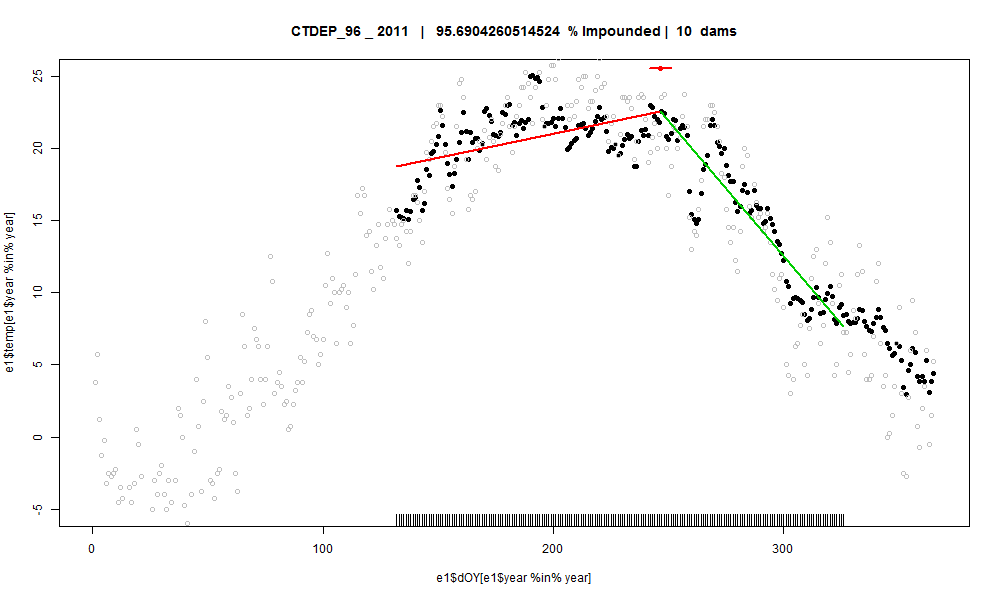 CTDEP_96 _ 2011 | 95.6904260514524 % Impounded | 10 dams
e1$temp[e1$year %in% year]
25
20
15
10
5
0
-5
0 100 200 300
e1$dOY[e1$year %in% year]